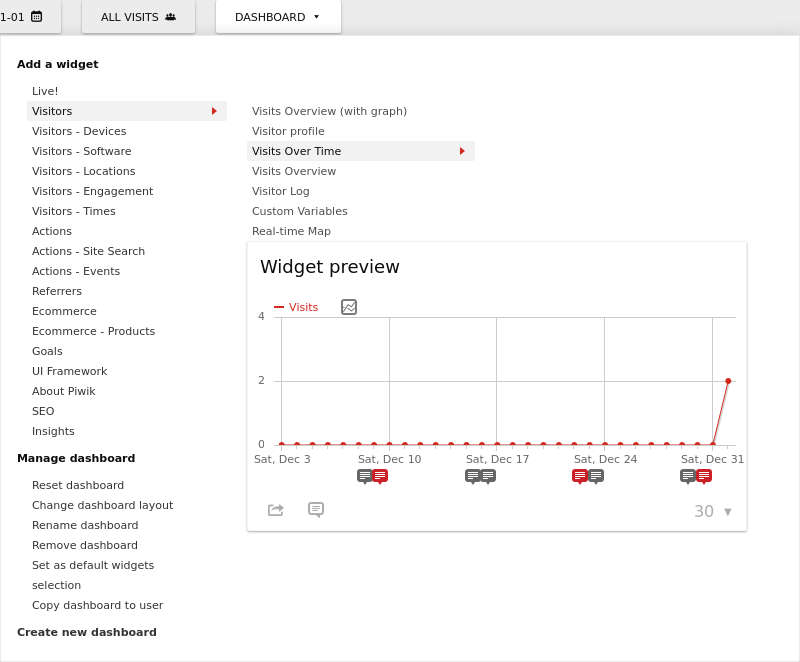 1-01
ALL VISITS
DASHBOARD
Add a widget
Live!
Visitors
Visitors - Devices
Visitors - Software
Visitors - Locations
Visitors - Engagement
Visitors - Times
Actions
Actions - Site Search
Actions - Events
Referrers
Ecommerce
Ecommerce - Products
Goals
UI Framework
About Piwik
SEO
Insights
Manage dashboard
Reset dashboard
Change dashboard layout
Rename dashboard
Remove dashboard
Set as default widgets
selection
Copy dashboard to user
Create new dashboard
Visits Overview (with graph)
Visitor profile
Visits Over Time
Visits Overview
Visitor Log
Custom Variables
Real-time Map
Widget preview
Visits
4
2
0
Sat, Dec 3 Sat, Dec 10 Sat, Dec 17 Sat, Dec 24 Sat, Dec 31
30